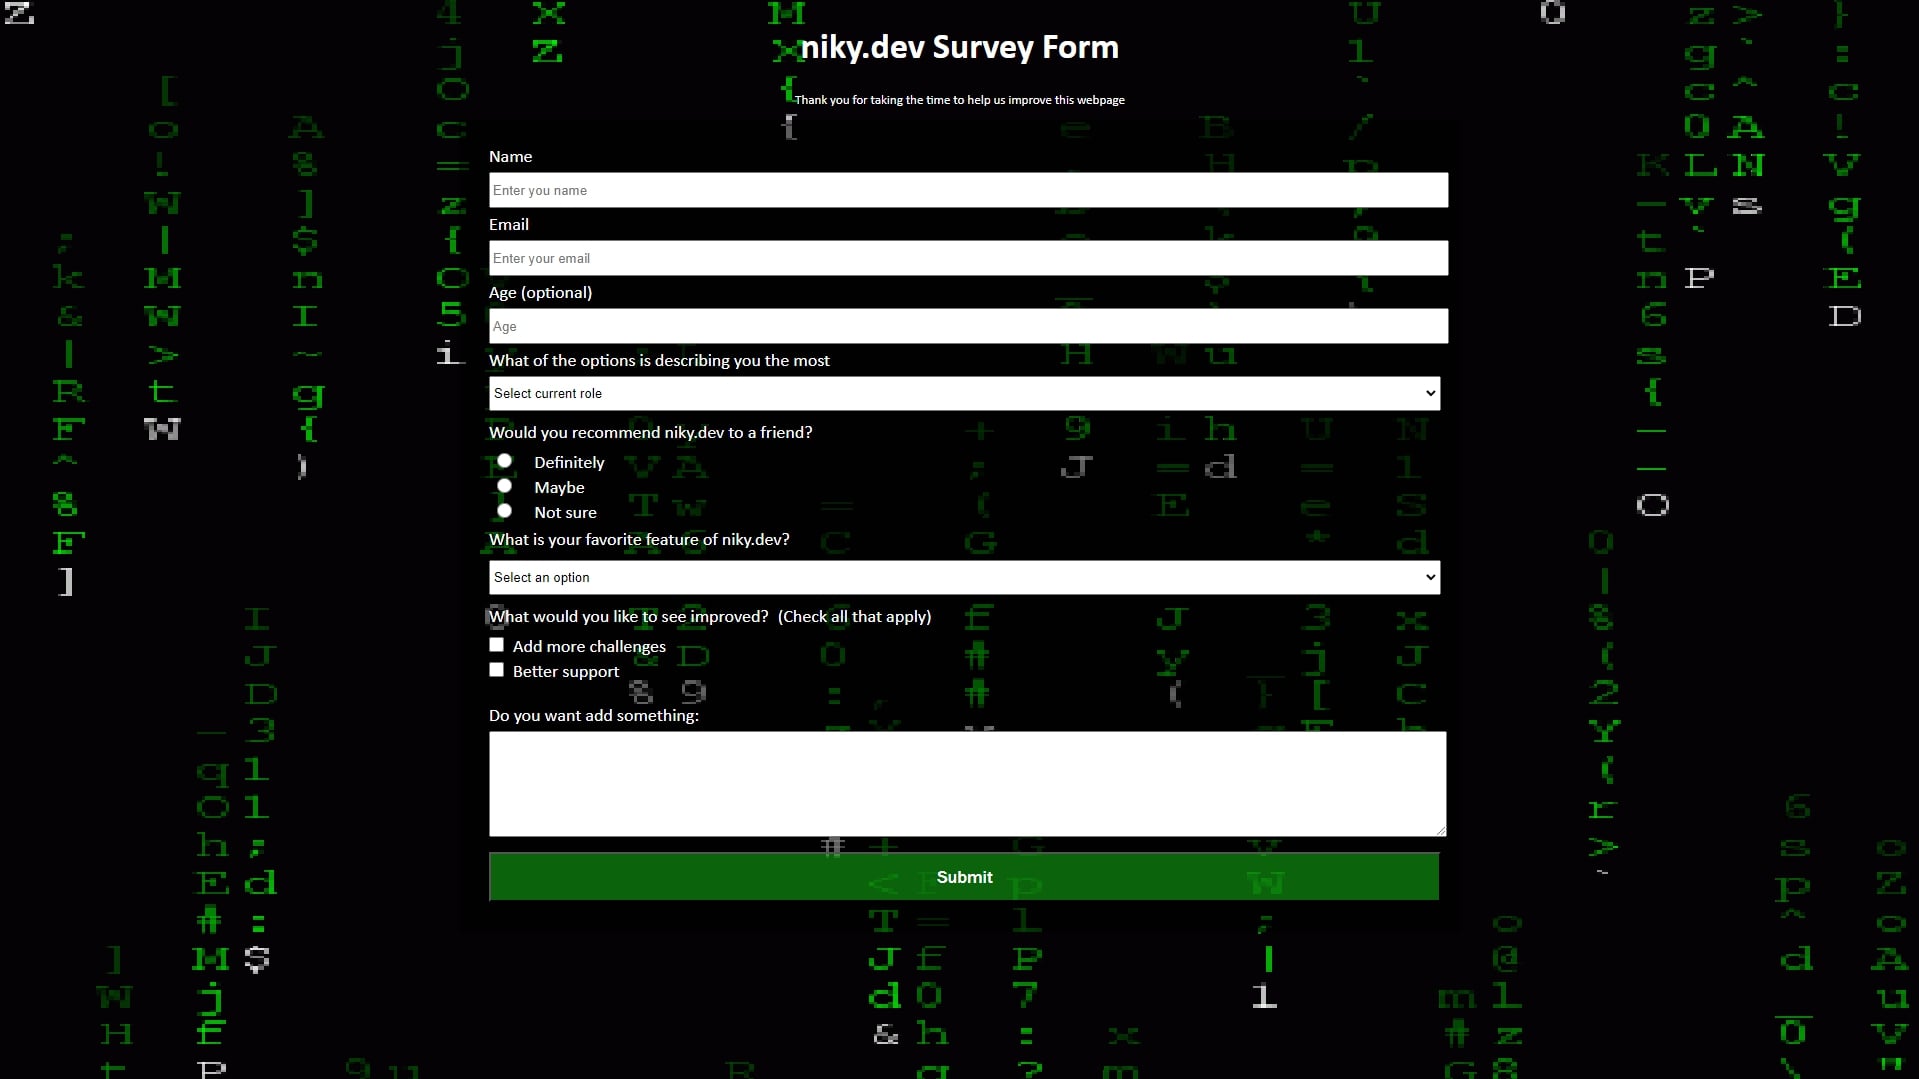 niky.dev Survey Form
Thank you for taking the time to help us improve this webpage
Name
Enter you name
Email
Enter your email
Age (optional)
Age
What of the options is describing you the most
Select current role
Would you recommend niky.dev to a friend?
Definitely
Maybe
Not sure
What is your favorite feature of niky.dev?
Select an option
What would you like to see improved? (Check all that apply)
Add more challenges
Better support
Do you want add something:
Submit